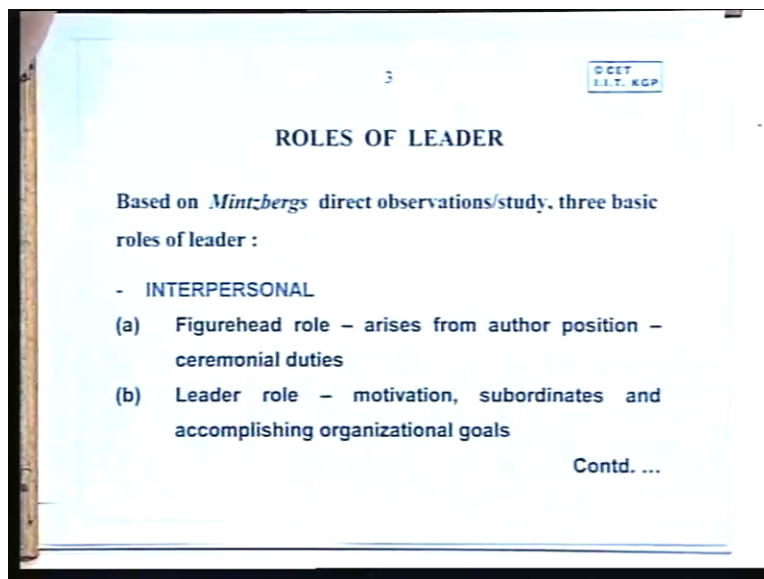 3
© CET
I.I.T. KGP
ROLES OF LEADER
Based on Mintzbergs direct observations/study, three basic
roles of leader :
- INTERPERSONAL
(a) Figurehead role – arises from author position –
ceremonial duties
(b) Leader role – motivation, subordinates and
accomplishing organizational goals
Contd. ...